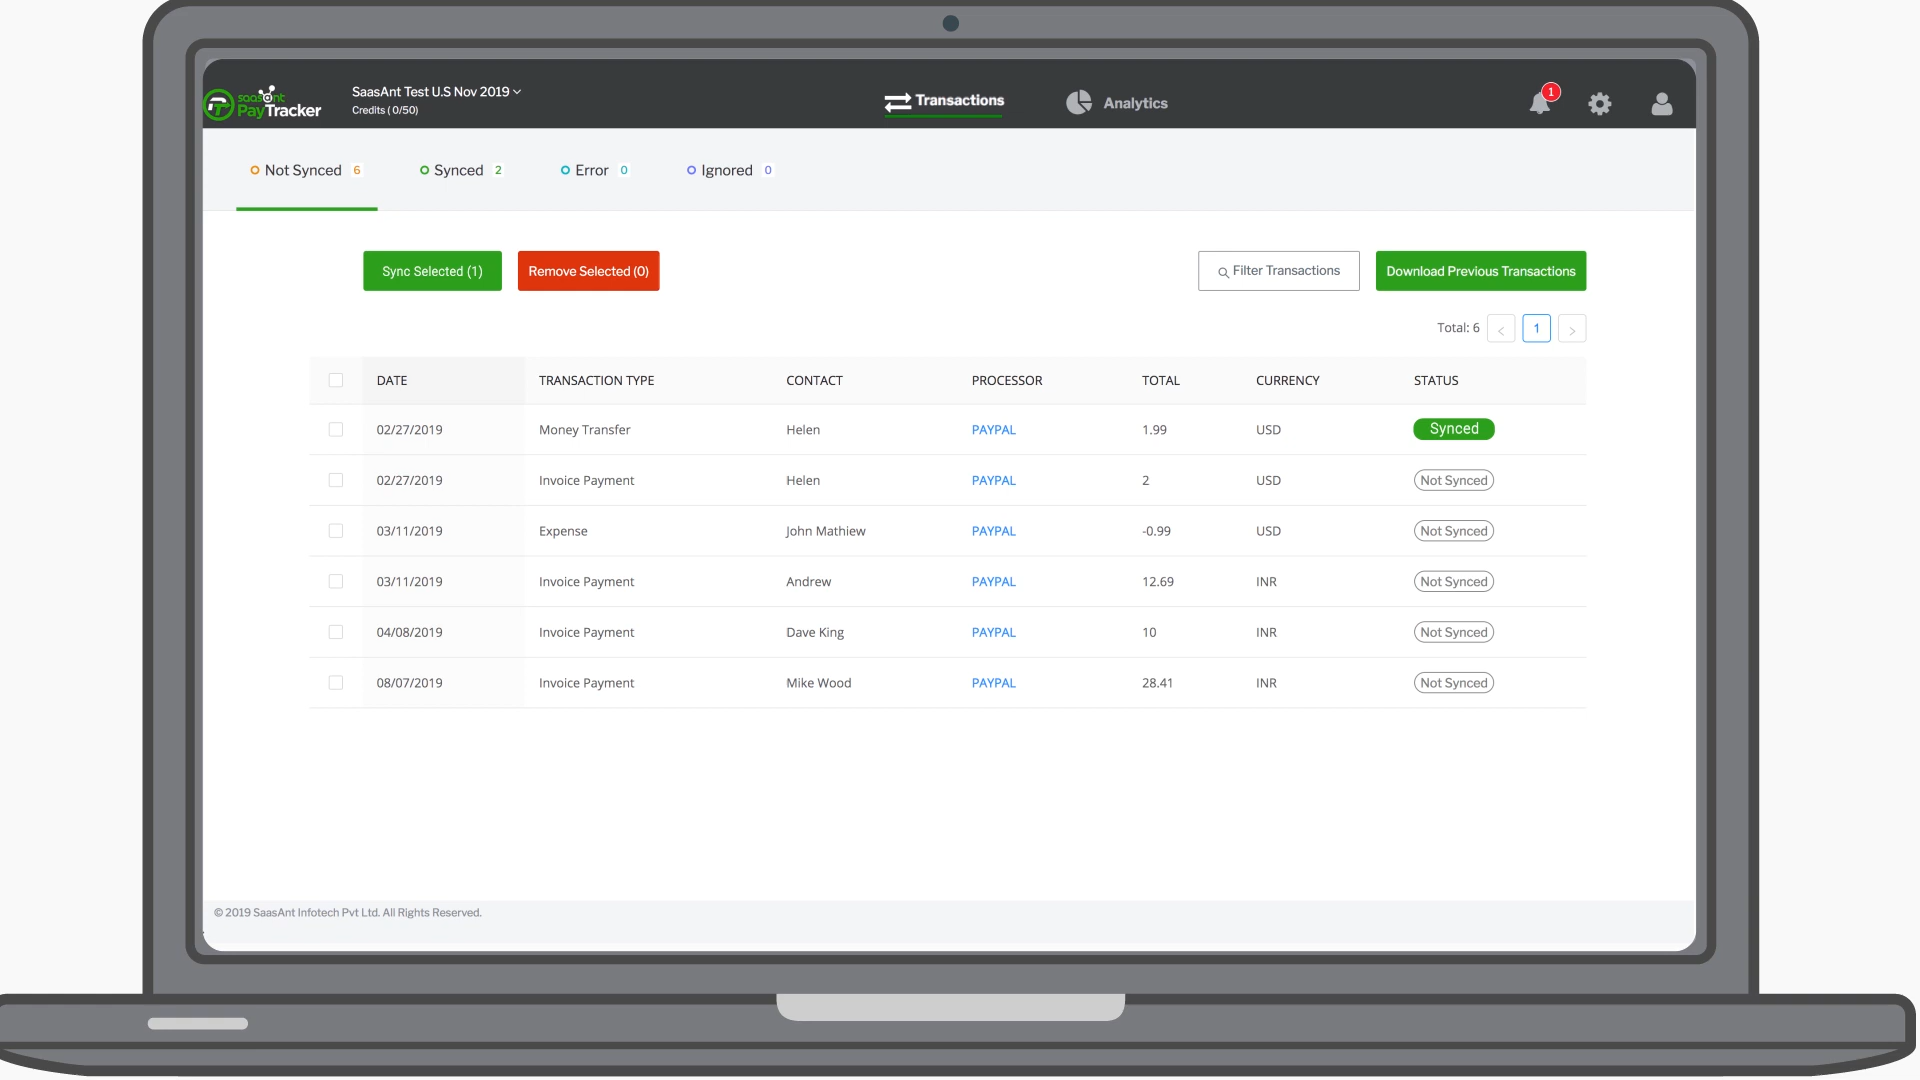 saasant
PayTracker
SaasAnt Test U.S Nov 2019
Credits ( 0/50)
Transactions
Analytics
1
Not Synced 6
Synced 2
Error 0
Ignored 0
Sync Selected (1)
Remove Selected (0)
Filter Transactions
Download Previous Transactions
Total: 6 < 1 >
DATE TRANSACTION TYPE CONTACT PROCESSOR TOTAL CURRENCY STATUS
02/27/2019 Money Transfer Helen PAYPAL 1.99 USD Synced
02/27/2019 Invoice Payment Helen PAYPAL 2 USD Not Synced
03/11/2019 Expense John Mathiew PAYPAL -0.99 USD Not Synced
03/11/2019 Invoice Payment Andrew PAYPAL 12.69 INR Not Synced
04/08/2019 Invoice Payment Dave King PAYPAL 10 INR Not Synced
08/07/2019 Invoice Payment Mike Wood PAYPAL 28.41 INR Not Synced
© 2019 SaasAnt Infotech Pvt Ltd. All Rights Reserved.